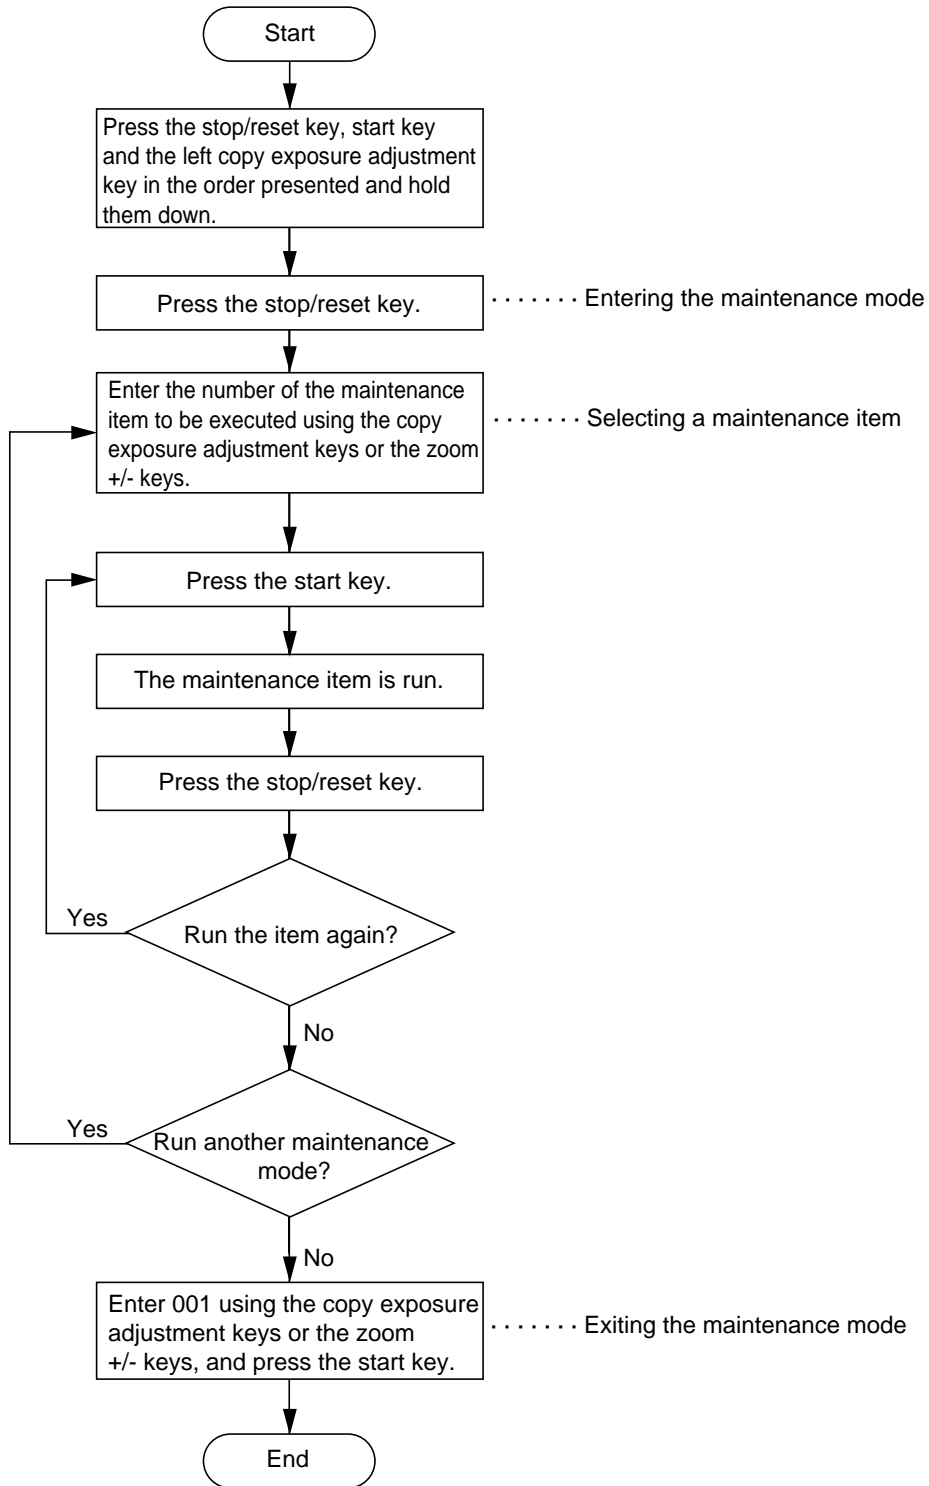 Start
Press the stop/reset key, start key
and the left copy exposure adjustment
key in the order presented and hold
them down.
Press the stop/reset key.
· · · · · · · Entering the maintenance mode
Enter the number of the maintenance
item to be executed using the copy
exposure adjustment keys or the zoom
+/- keys.
· · · · · · · Selecting a maintenance item
Press the start key.
The maintenance item is run.
Press the stop/reset key.
Yes
Run the item again?
No
Yes
Run another maintenance
mode?
No
Enter 001 using the copy exposure
adjustment keys or the zoom
+/- keys, and press the start key.
· · · · · · · Exiting the maintenance mode
End